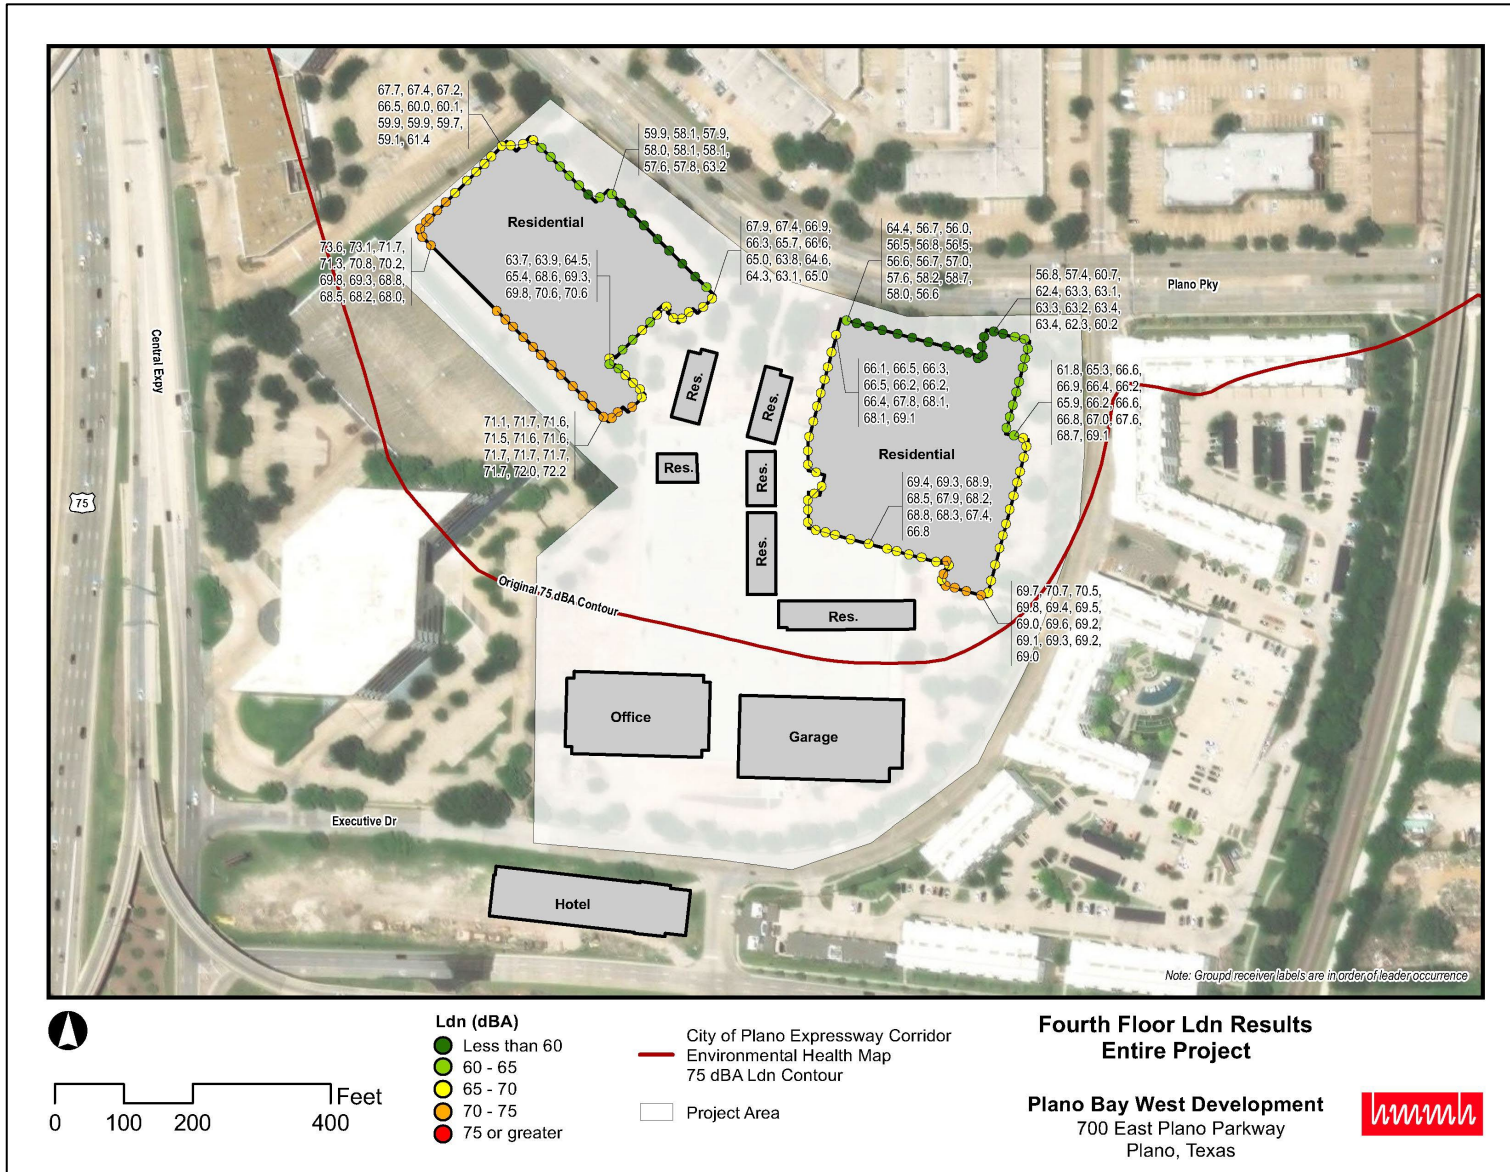 67.7, 67.4, 67.2,
66.5, 60.0, 60.1,
59.9, 59.9, 59.7,
59.1, 61.4
59.9, 58.1, 57.9,
58.0, 58.1, 58.1,
57.6, 57.8, 63.2
Residential
73.6, 73.1, 71.7,
71.3, 70.8, 70.2,
69.8, 69.3, 68.8,
68.5, 68.2, 68.0,
63.7, 63.9, 64.5,
65.4, 68.6, 69.3,
69.8, 70.6, 70.6
67.9, 67.4, 66.9,
66.3, 65.7, 66.6,
65.0, 63.8, 64.6,
64.3, 63.1, 65.0
64.4, 56.7, 56.0,
56.5, 56.8, 56.5,
56.6, 56.7, 57.0,
57.6, 58.2, 58.7,
58.0, 56.6
56.8, 57.4, 60.7,
62.4, 63.3, 63.1,
63.3, 63.2, 63.4,
63.4, 62.3, 60.2
Plano Pky
Central Expy
75
66.1, 66.5, 66.3,
66.5, 66.2, 66.2,
66.4, 67.8, 68.1,
68.1, 69.1
61.8, 65.3, 66.6,
66.9, 66.4, 66.2,
65.9, 66.2, 66.6,
66.8, 67.0, 67.6,
68.7, 69.1
Res.
Res.
71.1, 71.7, 71.6,
71.5, 71.6, 71.6,
71.7, 71.7, 71.7,
71.7, 72.0, 72.2
Res.
Res.
Residential
69.4, 69.3, 68.9,
68.5, 67.9, 68.2,
68.8, 68.3, 67.4,
66.8
Res.
Original 75 dBA Contour
Res.
69.7, 70.7, 70.5,
69.8, 69.4, 69.5,
69.0, 69.6, 69.2,
69.1, 69.3, 69.2,
69.0
Office
Garage
Executive Dr
Hotel
Note: Groupd receiver labels are in order of leader occurrence
0 100 200 400
Feet
Ldn (dBA)
Less than 60
60 - 65
65 - 70
70 - 75
75 or greater
City of Plano Expressway Corridor
Environmental Health Map
75 dBA Ldn Contour
Project Area
Fourth Floor Ldn Results
Entire Project
Plano Bay West Development
700 East Plano Parkway
Plano, Texas
hmmh